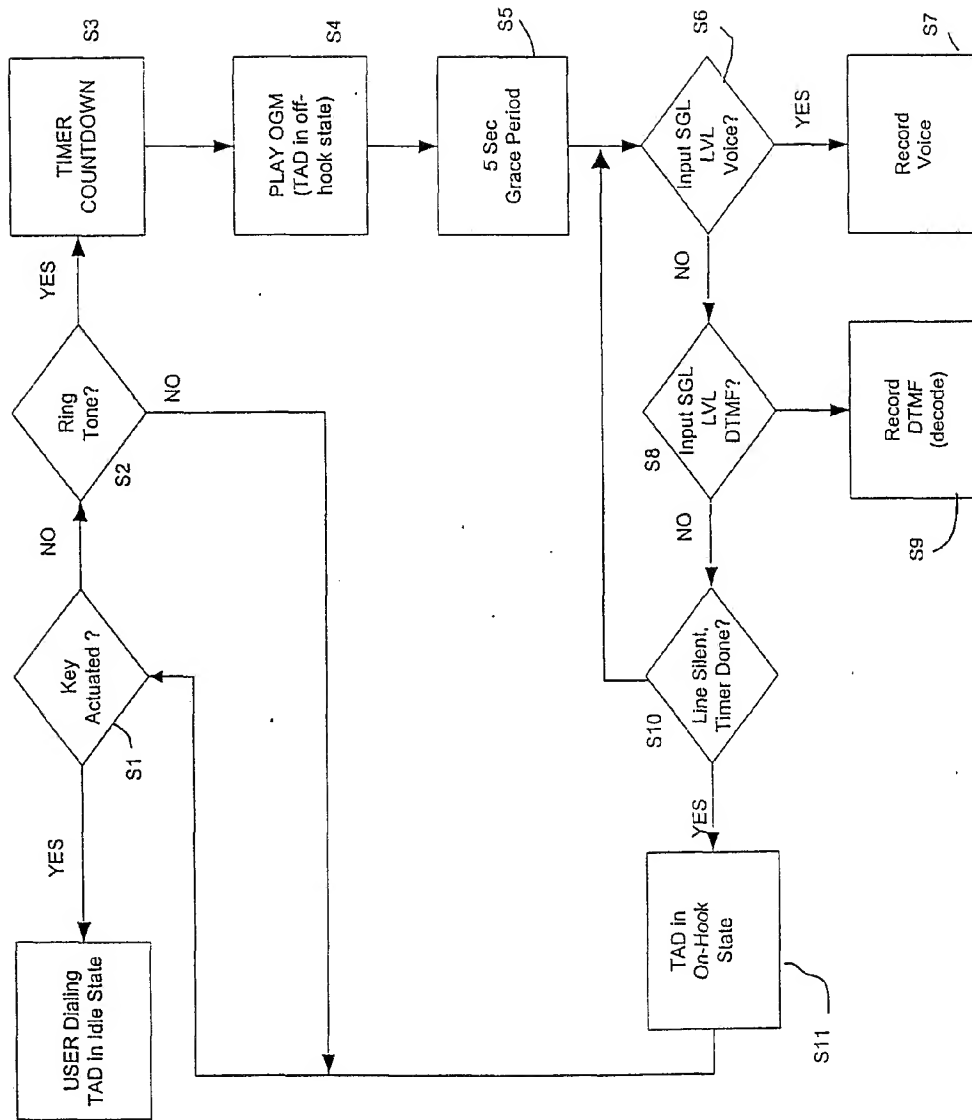 USER Dialing
TAD in Idle State
YES
Key
Actuated ?
S1
NO
Ring
Tone?
S2
YES
NO
TIMER
COUNTDOWN
S3
PLAY OGM
(TAD in off-
hook state)
S4
5 Sec
Grace Period
S5
Input SGL
LVL
Voice?
S6
YES
Record
Voice
S7
NO
Input SGL
LVL
DTMF?
S8
Record
DTMF
(decode)
S9
NO
Line Silent,
Timer Done?
S10
YES
TAD in
On-Hook
State
S11